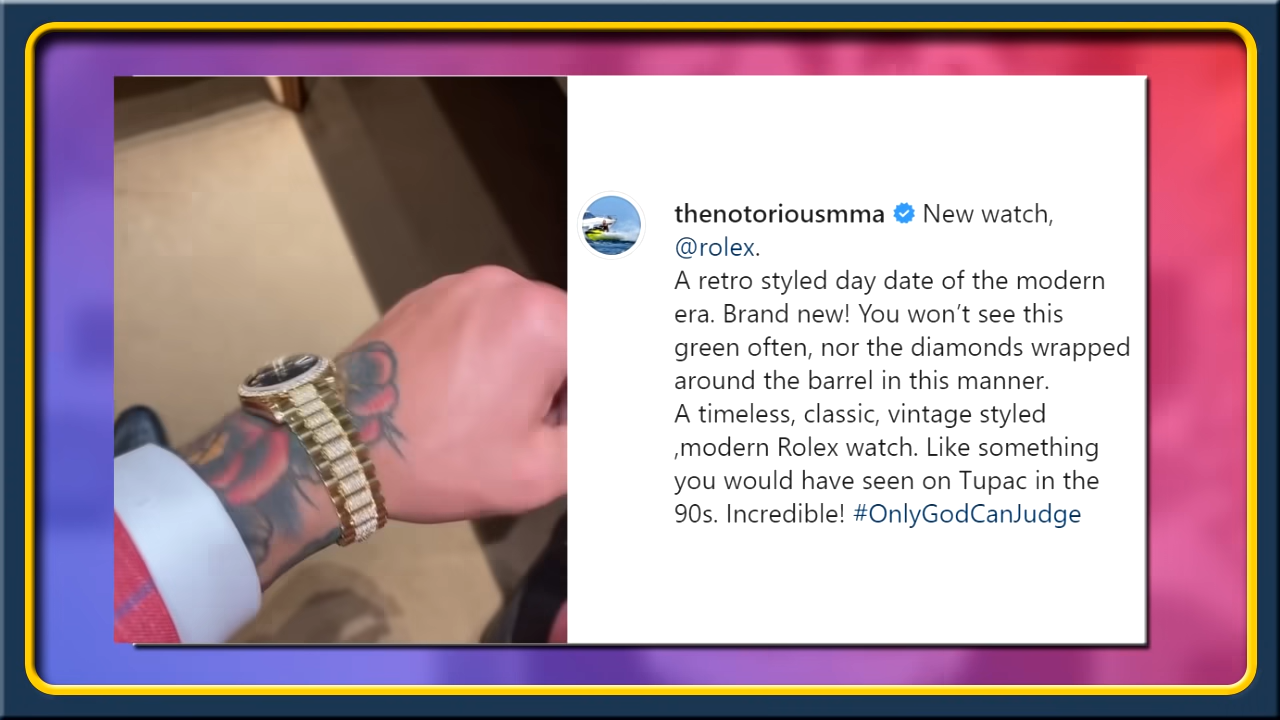 thenotoriousmma New watch,
@rolex.
A retro styled day date of the modern
era. Brand new! You won’t see this
green often, nor the diamonds wrapped
around the barrel in this manner.
A timeless, classic, vintage styled
,modern Rolex watch. Like something
you would have seen on Tupac in the
90s. Incredible! #OnlyGodCanJudge